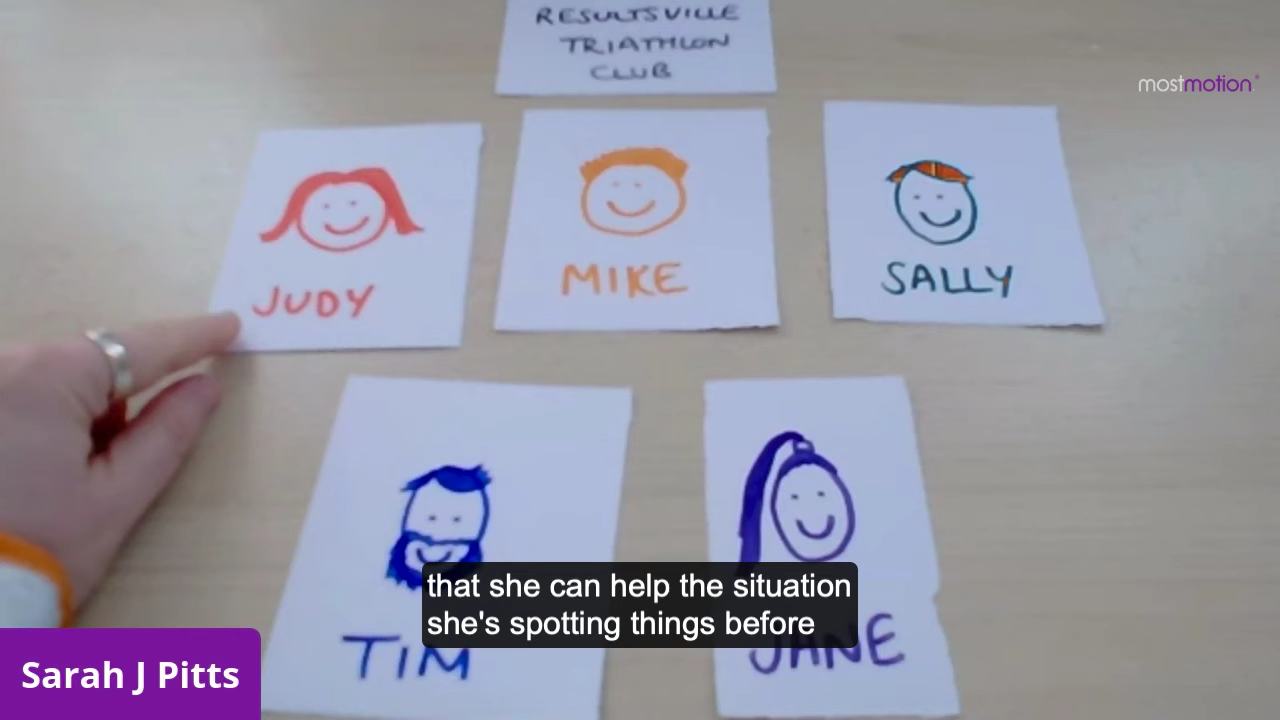 RESULTSVILLE
TRIATHLON
CLUB
mostmotion
JUDY
MIKE
SALLY
that she can help the situation
she's spotting things before
TIM
JANE
Sarah J Pitts